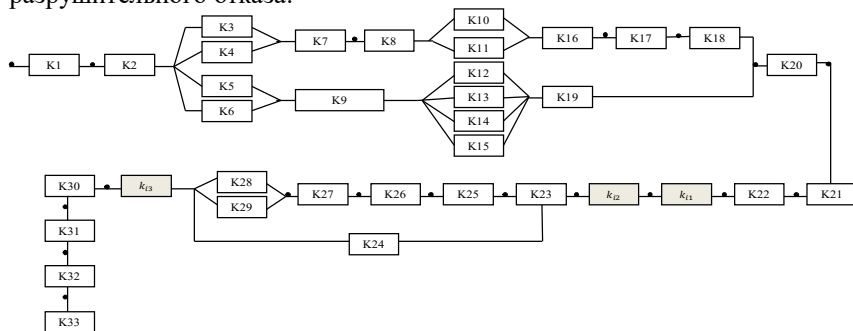 разрушительного отказа:
K3 K10
K4 K7 K8 K11 K16 K17 K18
K1 K2 K20
K5 K12
K6 K9 K13 K19
K14
K15
K30 k_i3 K28 K27 K26 K25 K23 k_i2 k_i1 K22 K21
K29
K31 K24
K32
K33